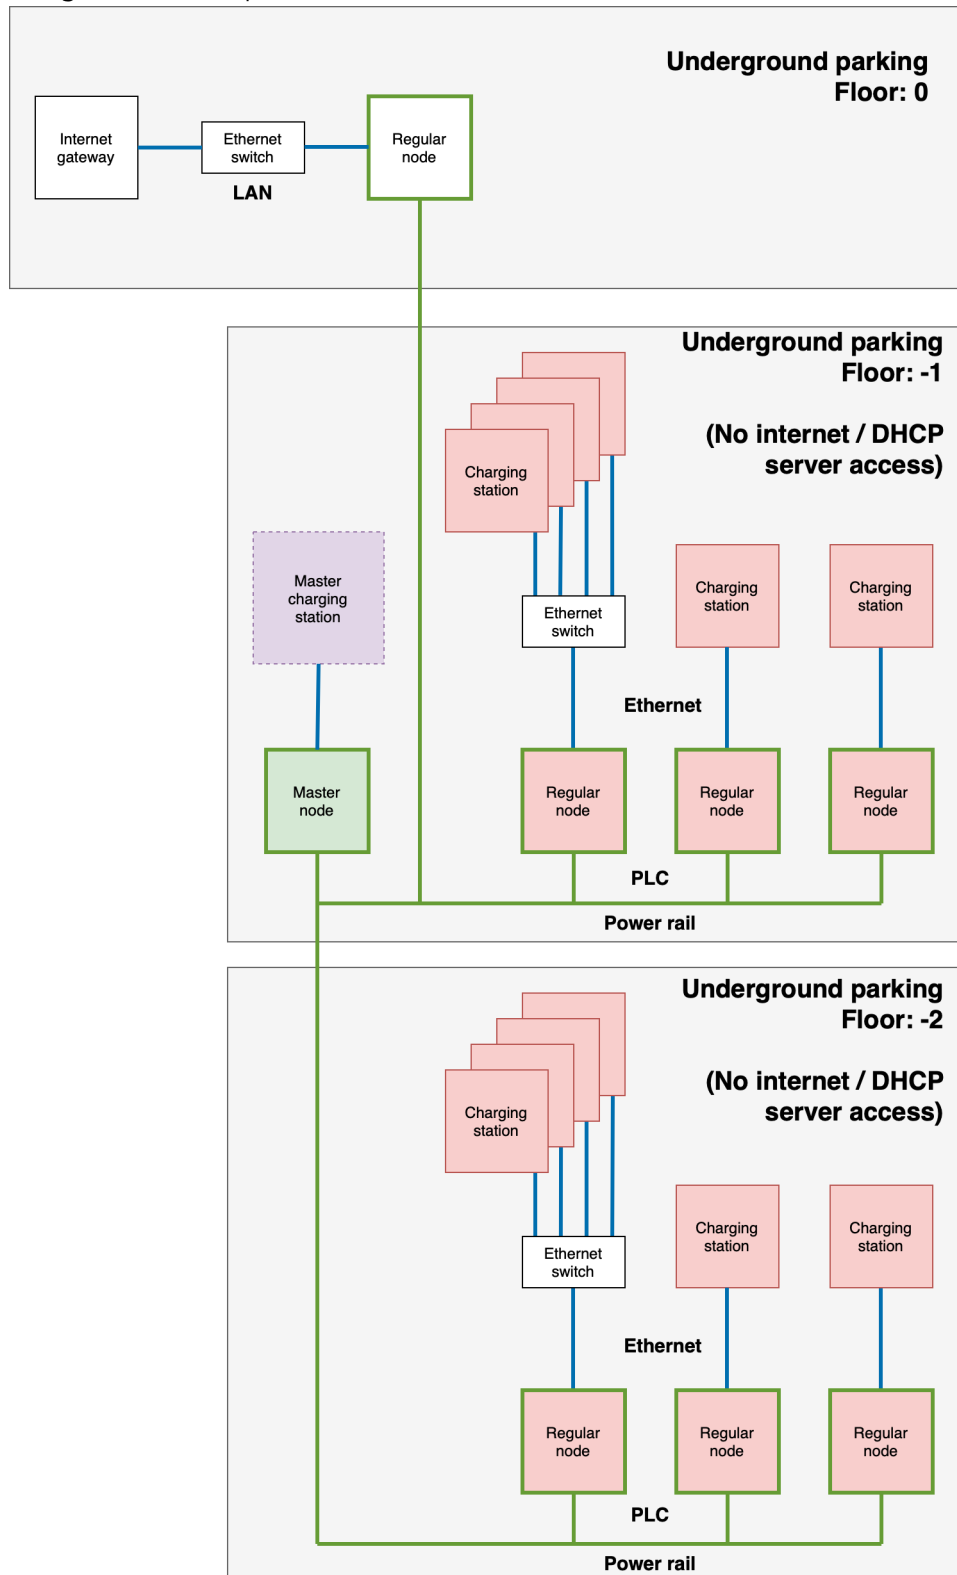 Underground parking
Floor: 0
Internet
gateway
Ethernet
switch
Regular
node
LAN
Underground parking
Floor: -1
(No internet / DHCP
server access)
Charging
station
Master
charging
station
Ethernet
switch
Charging
station
Charging
station
Ethernet
Master
node
Regular
node
Regular
node
Regular
node
PLC
Power rail
Underground parking
Floor: -2
(No internet / DHCP
server access)
Charging
station
Ethernet
switch
Charging
station
Charging
station
Ethernet
Regular
node
Regular
node
Regular
node
PLC
Power rail